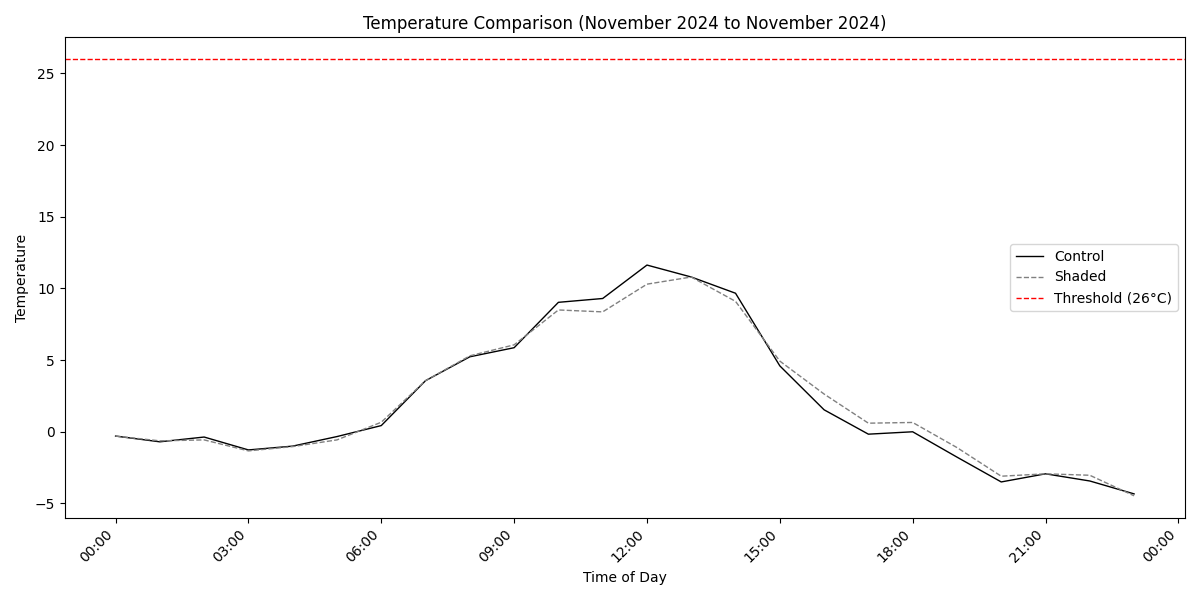 Temperature Comparison (November 2024 to November 2024)
Temperature
25
20
15
10
5
0
−5
Control
Shaded
Threshold (26°C)
00:00
03:00
06:00
09:00
12:00
15:00
18:00
21:00
00:00
Time of Day